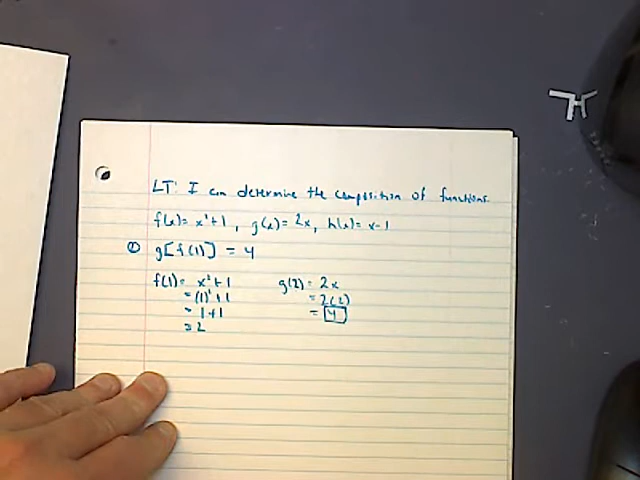 LT: I can determine the composition of functions.
f(x)= x²+1, g(x)= 2x, h(x)= x-1
① g[f(1)] = 4
f(1)= x²+1 g(2)= 2x
= (1)²+1 = 2(2)
= 1+1 = 4
= 2